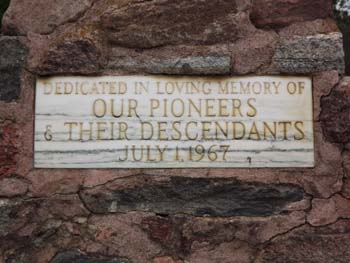 DEDICATED IN LOVING MEMORY OF
OUR PIONEERS
& THEIR DESCENDANTS
JULY 1, 1967